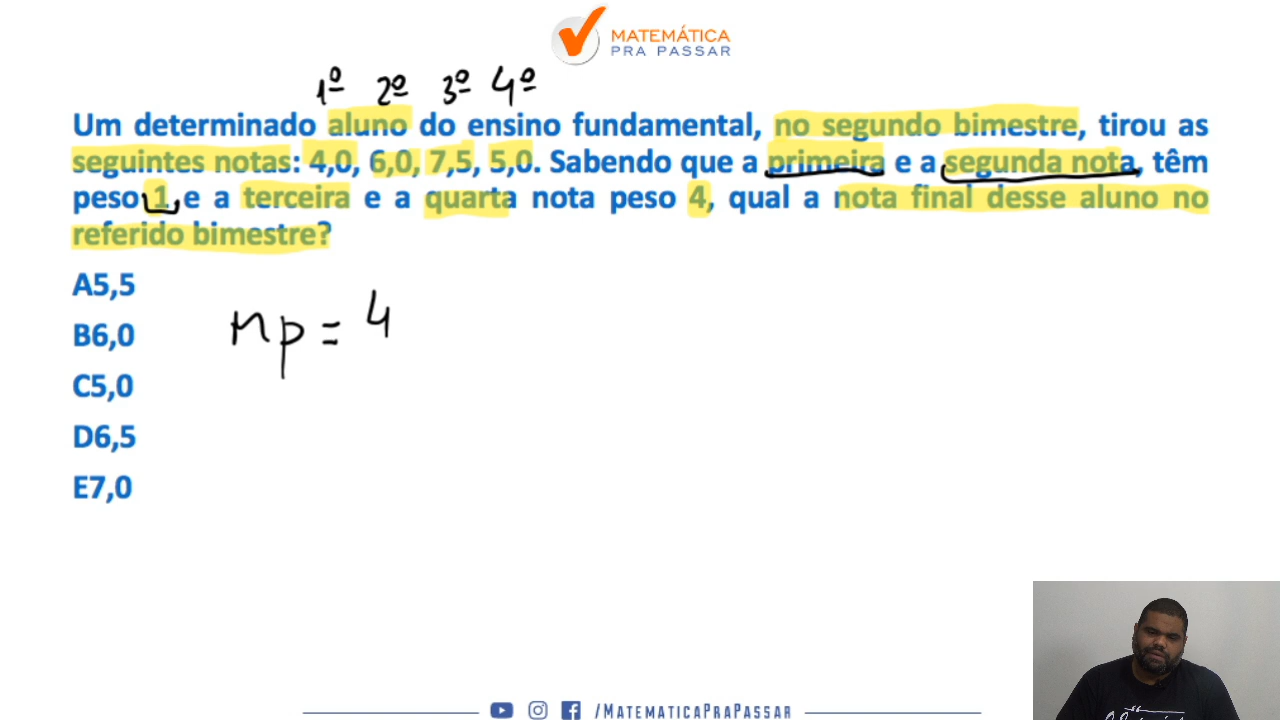 MATEMÁTICA
PRA PASSAR
1º 2º 3º 4º
Um determinado aluno do ensino fundamental, no segundo bimestre, tirou as
seguintes notas: 4,0, 6,0, 7,5, 5,0. Sabendo que a primeira e a segunda nota, têm
peso 1 e a terceira e a quarta nota peso 4, qual a nota final desse aluno no
referido bimestre?
A5,5
B6,0
C5,0
D6,5
E7,0
Mp = 4
/MATEMATICAPRAPASSAR